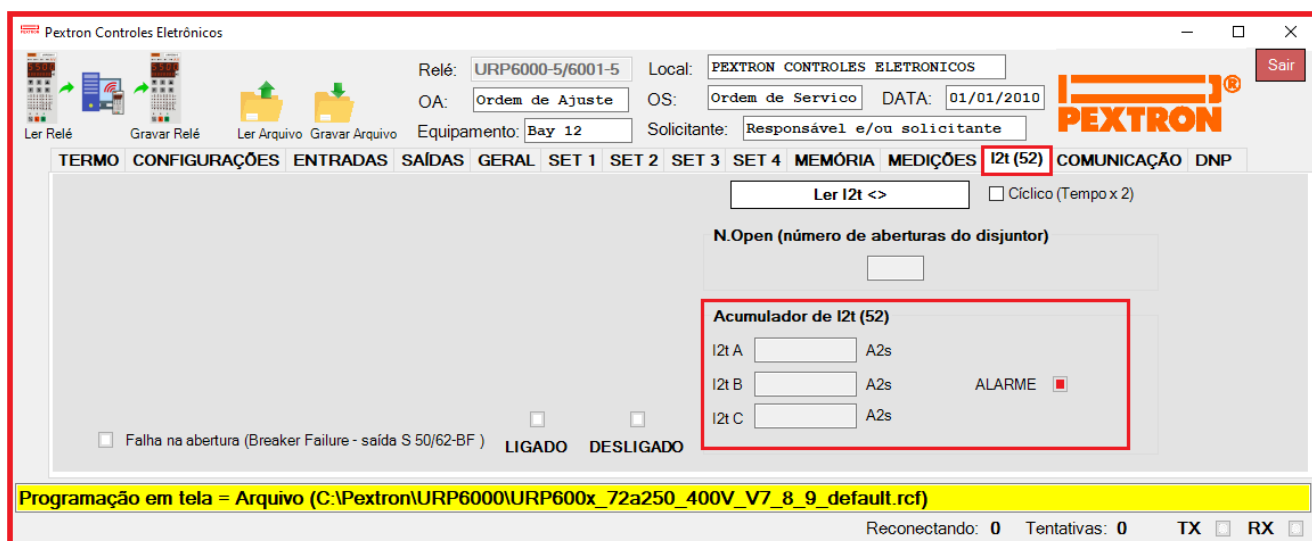 Pextron Controles Eletrônicos
Relé: URP6000-5/6001-5 Local: PEXTRON CONTROLES ELETRONICOS Sair
OA: Ordem de Ajuste OS: Ordem de Servico DATA: 01/01/2010
Ler Relé Gravar Relé Ler Arquivo Gravar Arquivo Equipamento: Bay 12 Solicitante: Responsável e/ou solicitante PEXTRON ®
TERMO CONFIGURAÇÕES ENTRADAS SAÍDAS GERAL SET 1 SET 2 SET 3 SET 4 MEMÓRIA MEDIÇÕES I2t (52) COMUNICAÇÃO DNP
Ler I2t <> Cíclico (Tempo x 2)
N.Open (número de aberturas do disjuntor)
Acumulador de I2t (52)
I2t A A2s
I2t B A2s ALARME
I2t C A2s
Falha na abertura (Breaker Failure - saída S 50/62-BF ) LIGADO DESLIGADO
Programação em tela = Arquivo (C:\Pextron\URP6000\URP600x_72a250_400V_V7_8_9_default.rcf)
Reconectando: 0 Tentativas: 0 TX RX